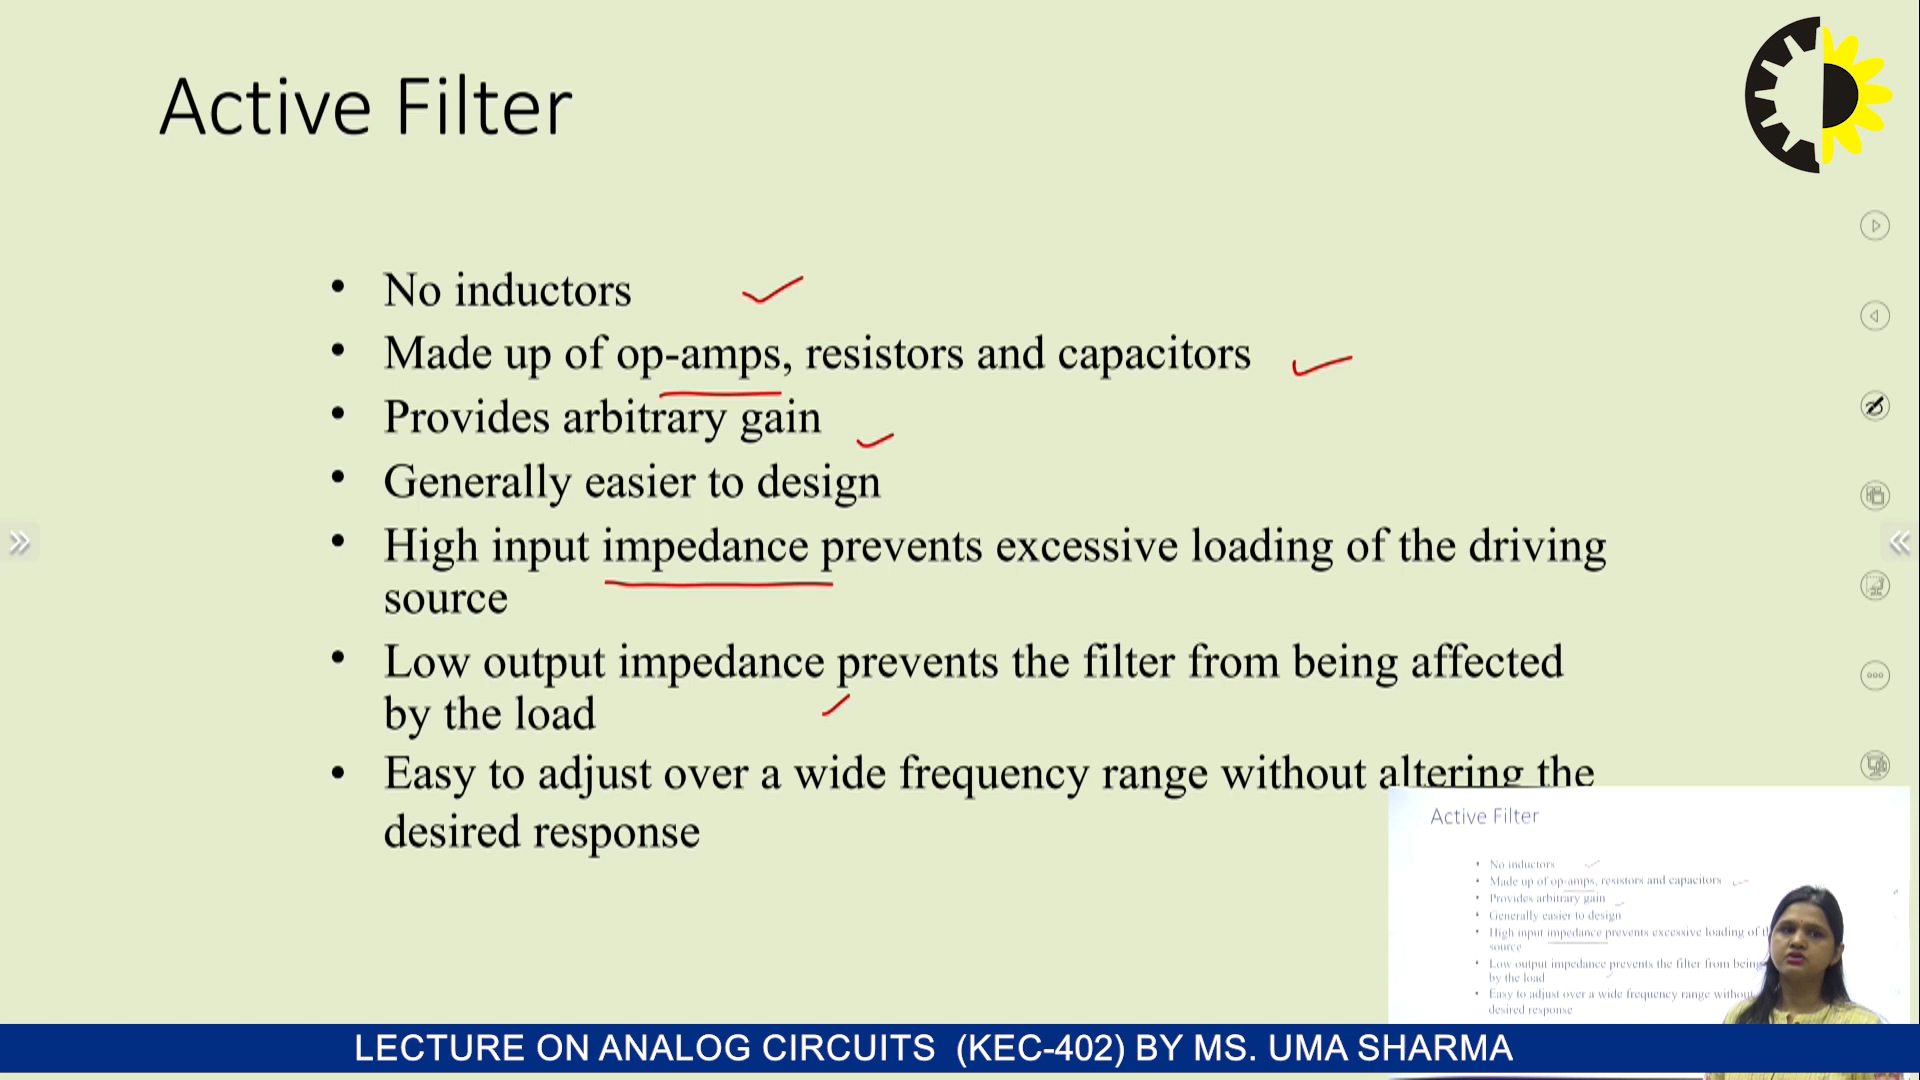 Active Filter
• No inductors
• Made up of op-amps, resistors and capacitors
• Provides arbitrary gain
• Generally easier to design
• High input impedance prevents excessive loading of the driving
source
• Low output impedance prevents the filter from being affected
by the load
• Easy to adjust over a wide frequency range without altering the
desired response
Active Filter
• No inductors
• Made up of op-amps, resistors and capacitors
• Provides arbitrary gain
• Generally easier to design
• High input impedance prevents excessive loading of
source
• Low output impedance prevents the filter from being
by the load
• Easy to adjust over a wide frequency range without
desired response
LECTURE ON ANALOG CIRCUITS (KEC-402) BY MS. UMA SHARMA